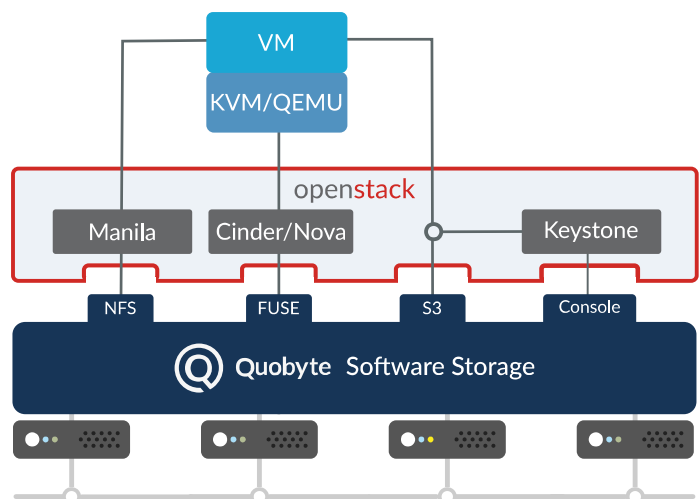 VM
KVM/QEMU
openstack
Manila
Cinder/Nova
Keystone
NFS
FUSE
S3
Console
Quobyte Software Storage